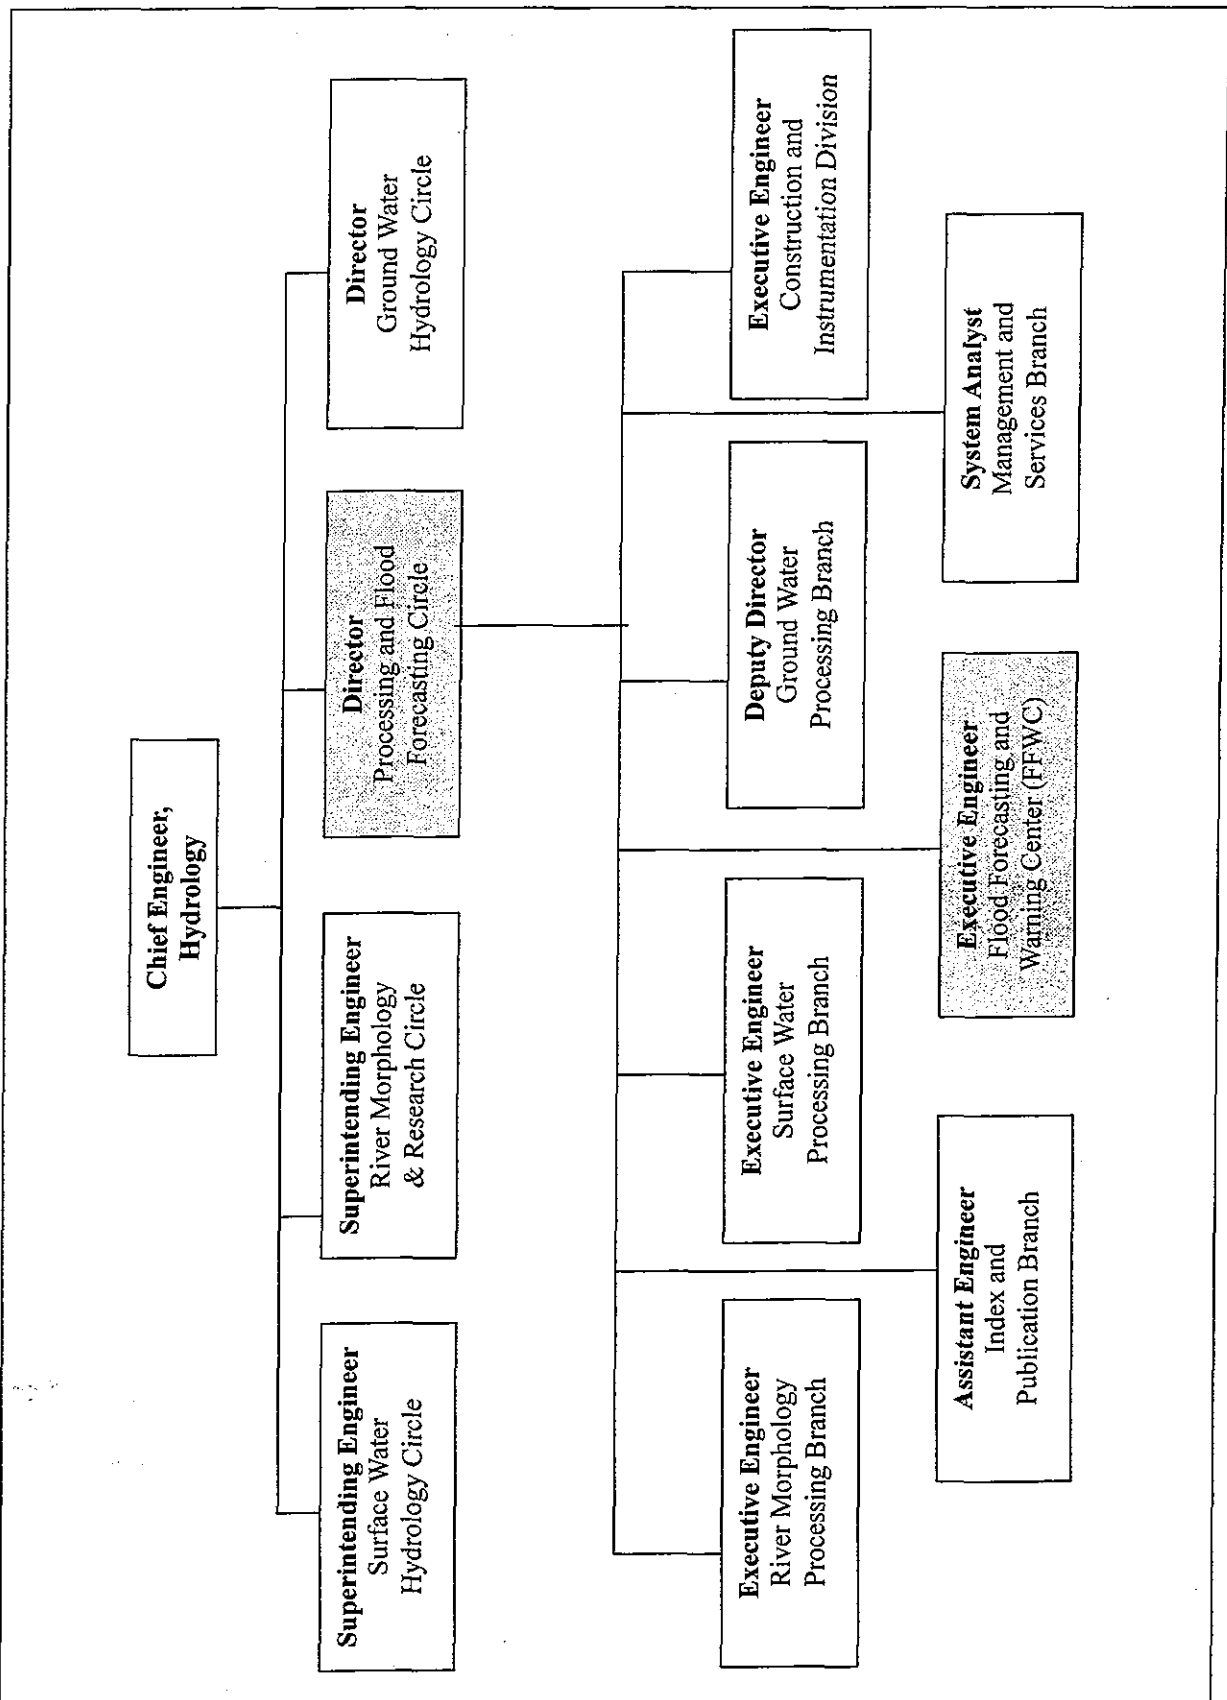 Chief Engineer,
Hydrology
Superintending Engineer
Surface Water
Hydrology Circle
Superintending Engineer
River Morphology
& Research Circle
Director
Processing and Flood
Forecasting Circle
Director
Ground Water
Hydrology Circle
Executive Engineer
River Morphology
Processing Branch
Executive Engineer
Surface Water
Processing Branch
Deputy Director
Ground Water
Processing Branch
Executive Engineer
Construction and
Instrumentation Division
Assistant Engineer
Index and
Publication Branch
Executive Engineer
Flood Forecasting and
Warning Center (FFWC)
System Analyst
Management and
Services Branch